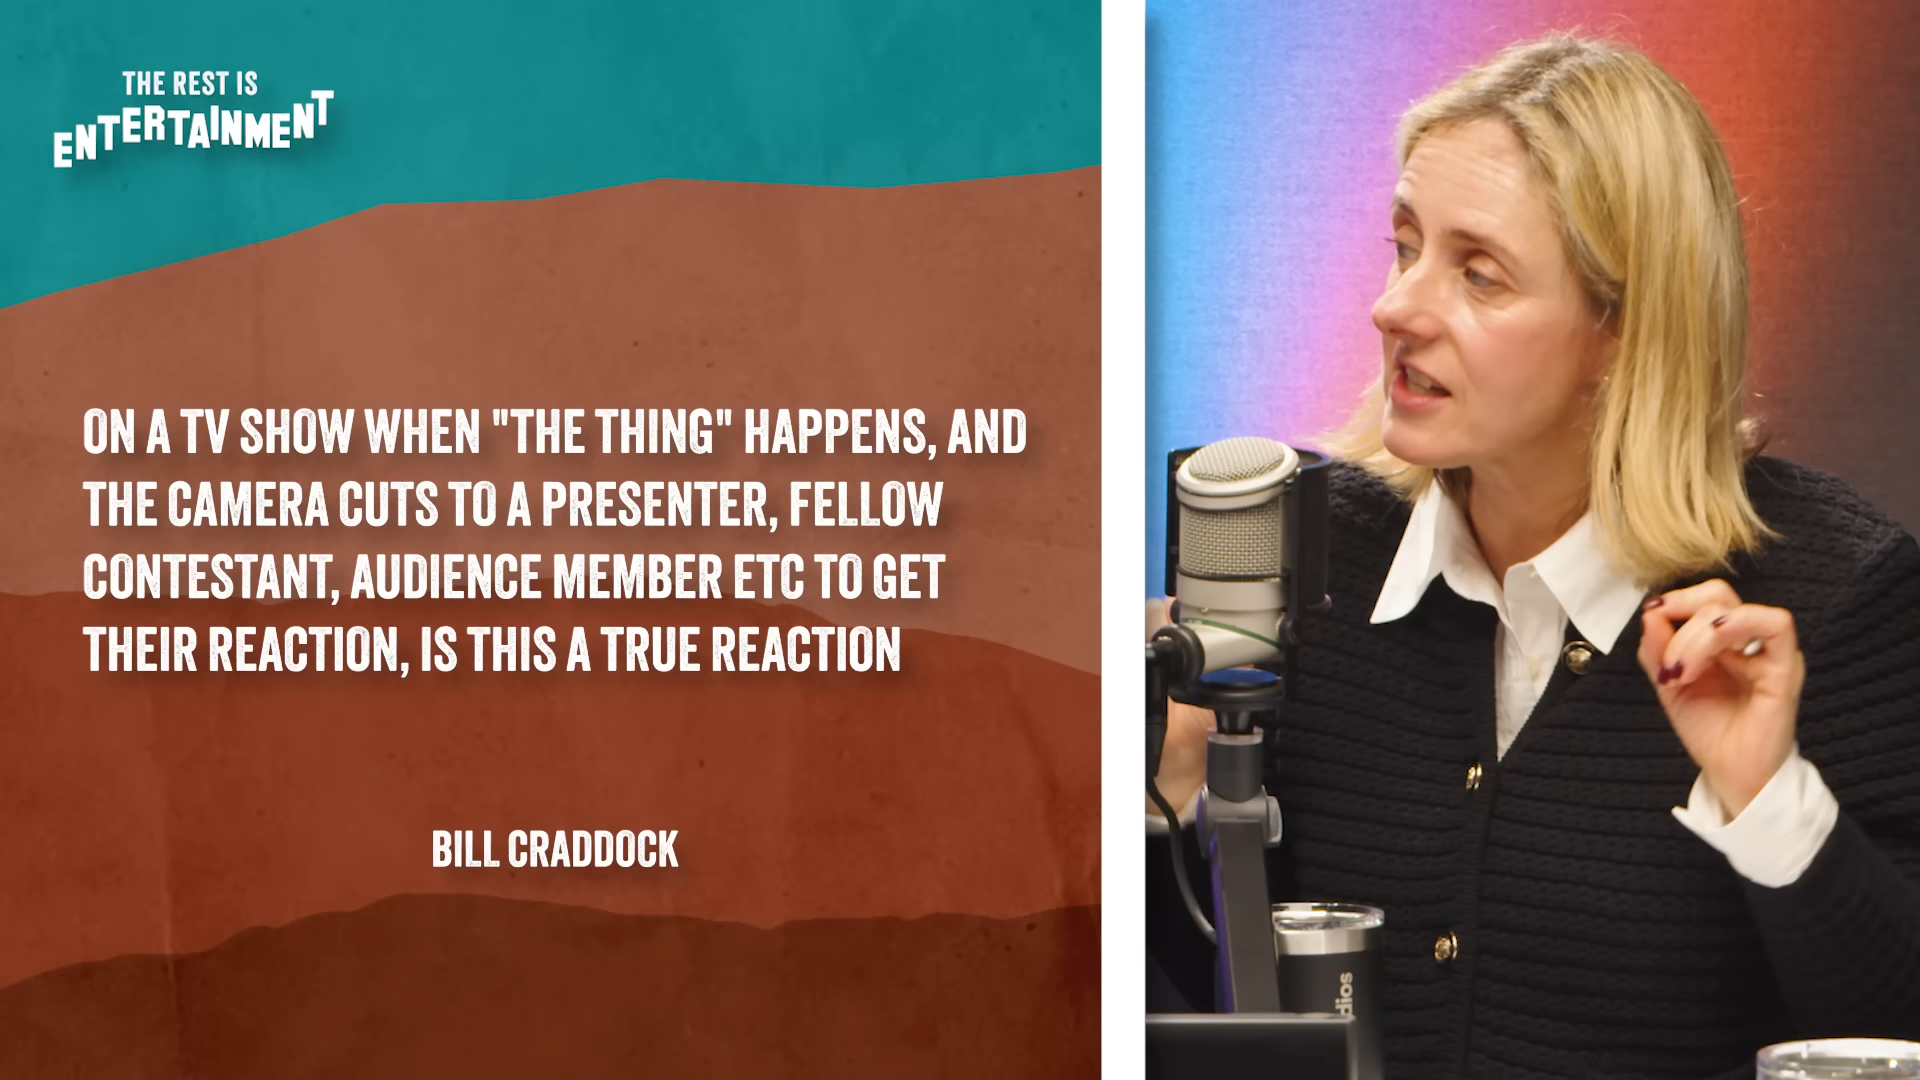 THE REST IS
ENTERTAINMENT
ON A TV SHOW WHEN "THE THING" HAPPENS, AND
THE CAMERA CUTS TO A PRESENTER, FELLOW
CONTESTANT, AUDIENCE MEMBER ETC TO GET
THEIR REACTION, IS THIS A TRUE REACTION
BILL CRADDOCK
dios